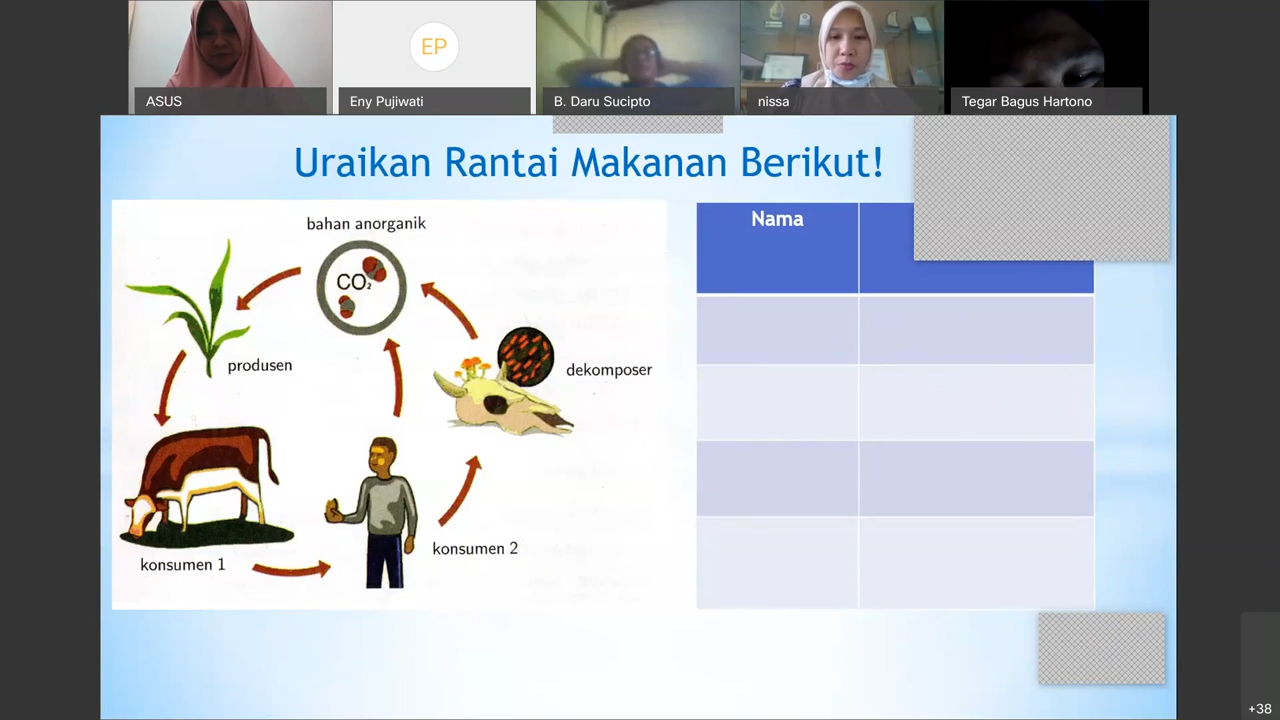 ASUS
EP
Eny Pujiwati
B. Daru Sucipto
nissa
Tegar Bagus Hartono
Uraikan Rantai Makanan Berikut!
bahan anorganik
CO₂
produsen
dekomposer
konsumen 1
konsumen 2
Nama
+38